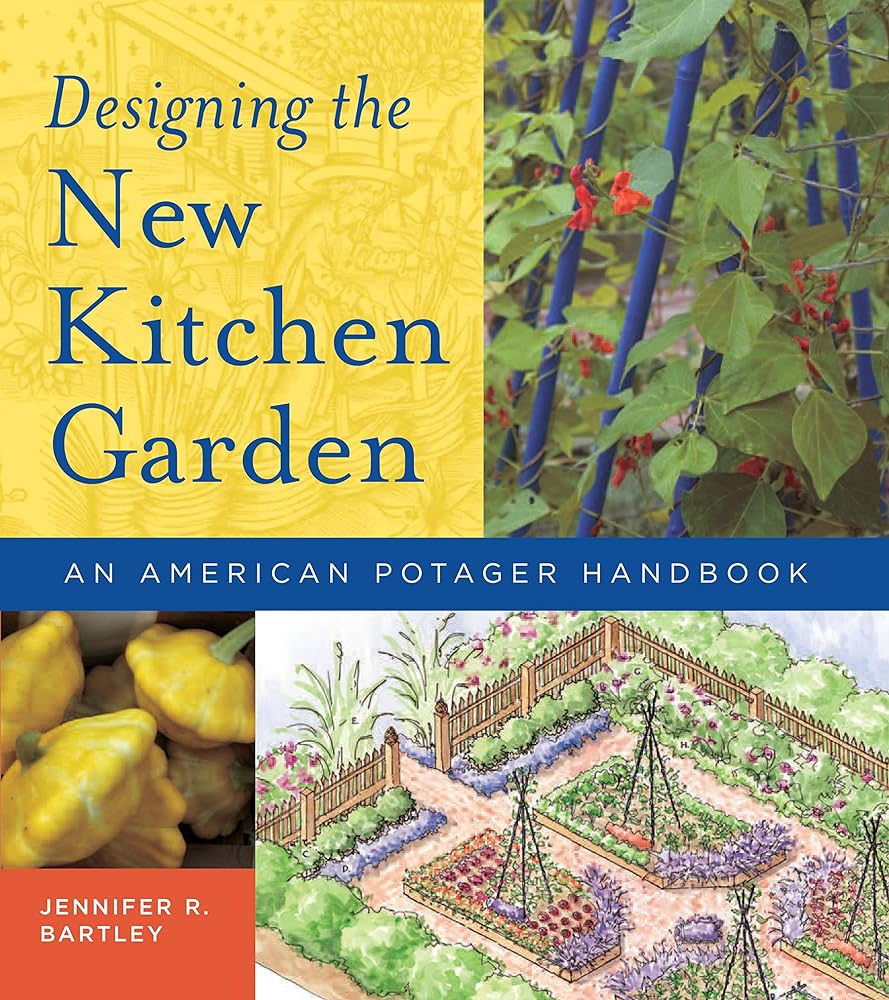 Designing the
New
Kitchen
Garden
AN AMERICAN POTAGER HANDBOOK
E.
G.
H.
C.
D.
JENNIFER R.
BARTLEY